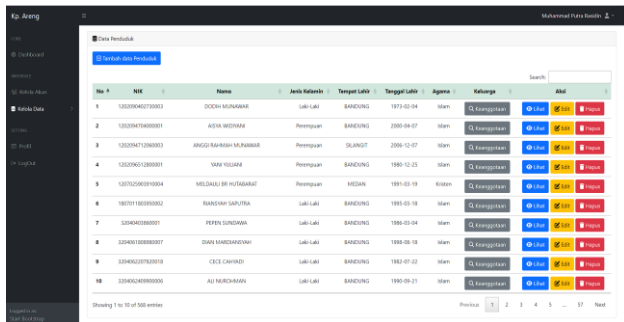 Kp. Areng
Muhammad Putra Rasidin
Dashboard
Kelola Akun
Kelola Data
Profil
LogOut
Data Penduduk
Tambah data Penduduk
Search:
No NIK Nama Jenis Kelamin Tempat Lahir Tanggal Lahir Agama Keluarga Aksi
1 DODIH MUNAWAR Laki-Laki BANDUNG 1973-02-04 Islam Keanggotaan Lihat Edit Hapus
2 AISYA WIDIYANI Perempuan BANDUNG 2000-04-07 Islam Keanggotaan Lihat Edit Hapus
3 ANGGI RAHMAH MUNAWAR Perempuan SILANGIT 2006-12-07 Islam Keanggotaan Lihat Edit Hapus
4 YANI YULIANI Perempuan BANDUNG 1980-12-25 Islam Keanggotaan Lihat Edit Hapus
5 MELDAULI BR HUTABARAT Perempuan MEDAN 1991-03-19 Kristen Keanggotaan Lihat Edit Hapus
6 RIANSYAH SAPUTRA Laki-Laki BANDUNG 1995-03-18 Islam Keanggotaan Lihat Edit Hapus
7 PEPEN SUNDAWA Laki-Laki BANDUNG 1986-03-04 Islam Keanggotaan Lihat Edit Hapus
8 DIAN MARDIANSYAH Laki-Laki BANDUNG 1998-08-18 Islam Keanggotaan Lihat Edit Hapus
9 CECE CAHYADI Laki-Laki BANDUNG 1982-07-22 Islam Keanggotaan Lihat Edit Hapus
10 ALI NUROHMAN Laki-Laki BANDUNG 1990-09-21 Islam Keanggotaan Lihat Edit Hapus
Showing 1 to 10 of 568 entries
Previous 1 2 3 4 5 … 57 Next
Logged in as:
Start Bootstrap